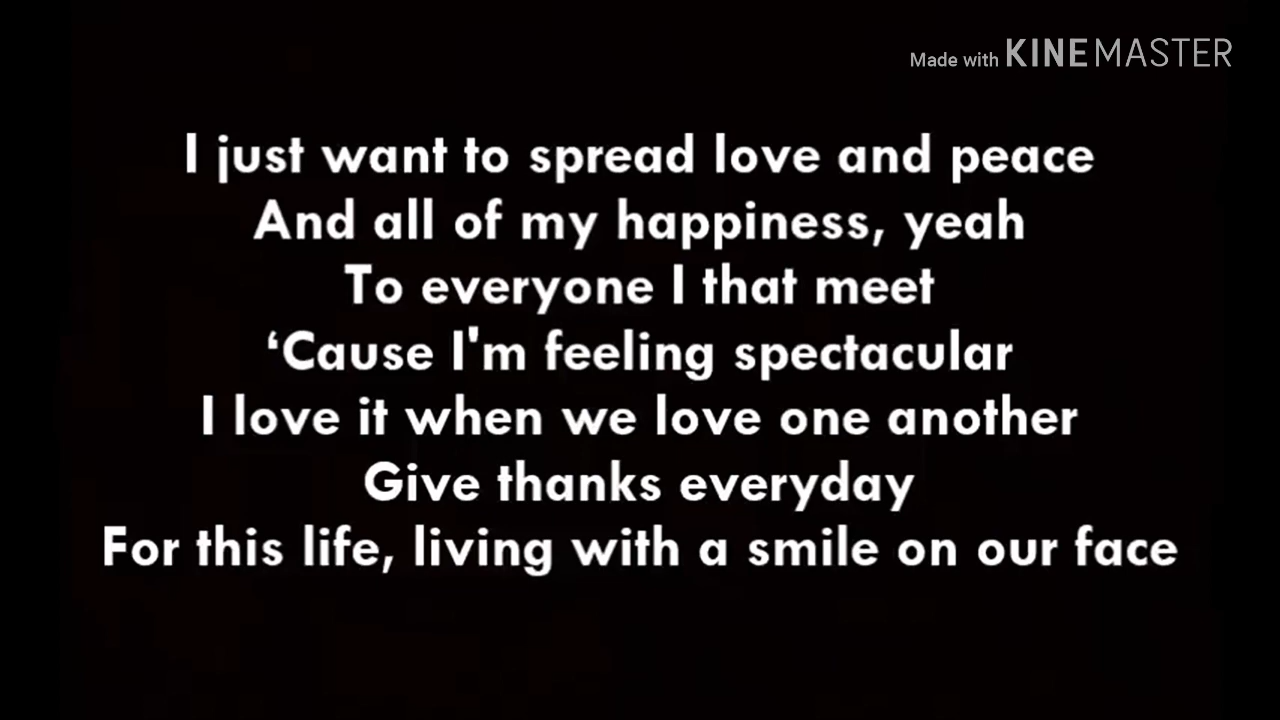 Made with KINEMASTER
I just want to spread love and peace
And all of my happiness, yeah
To everyone I that meet
‘Cause I'm feeling spectacular
I love it when we love one another
Give thanks everyday
For this life, living with a smile on our face